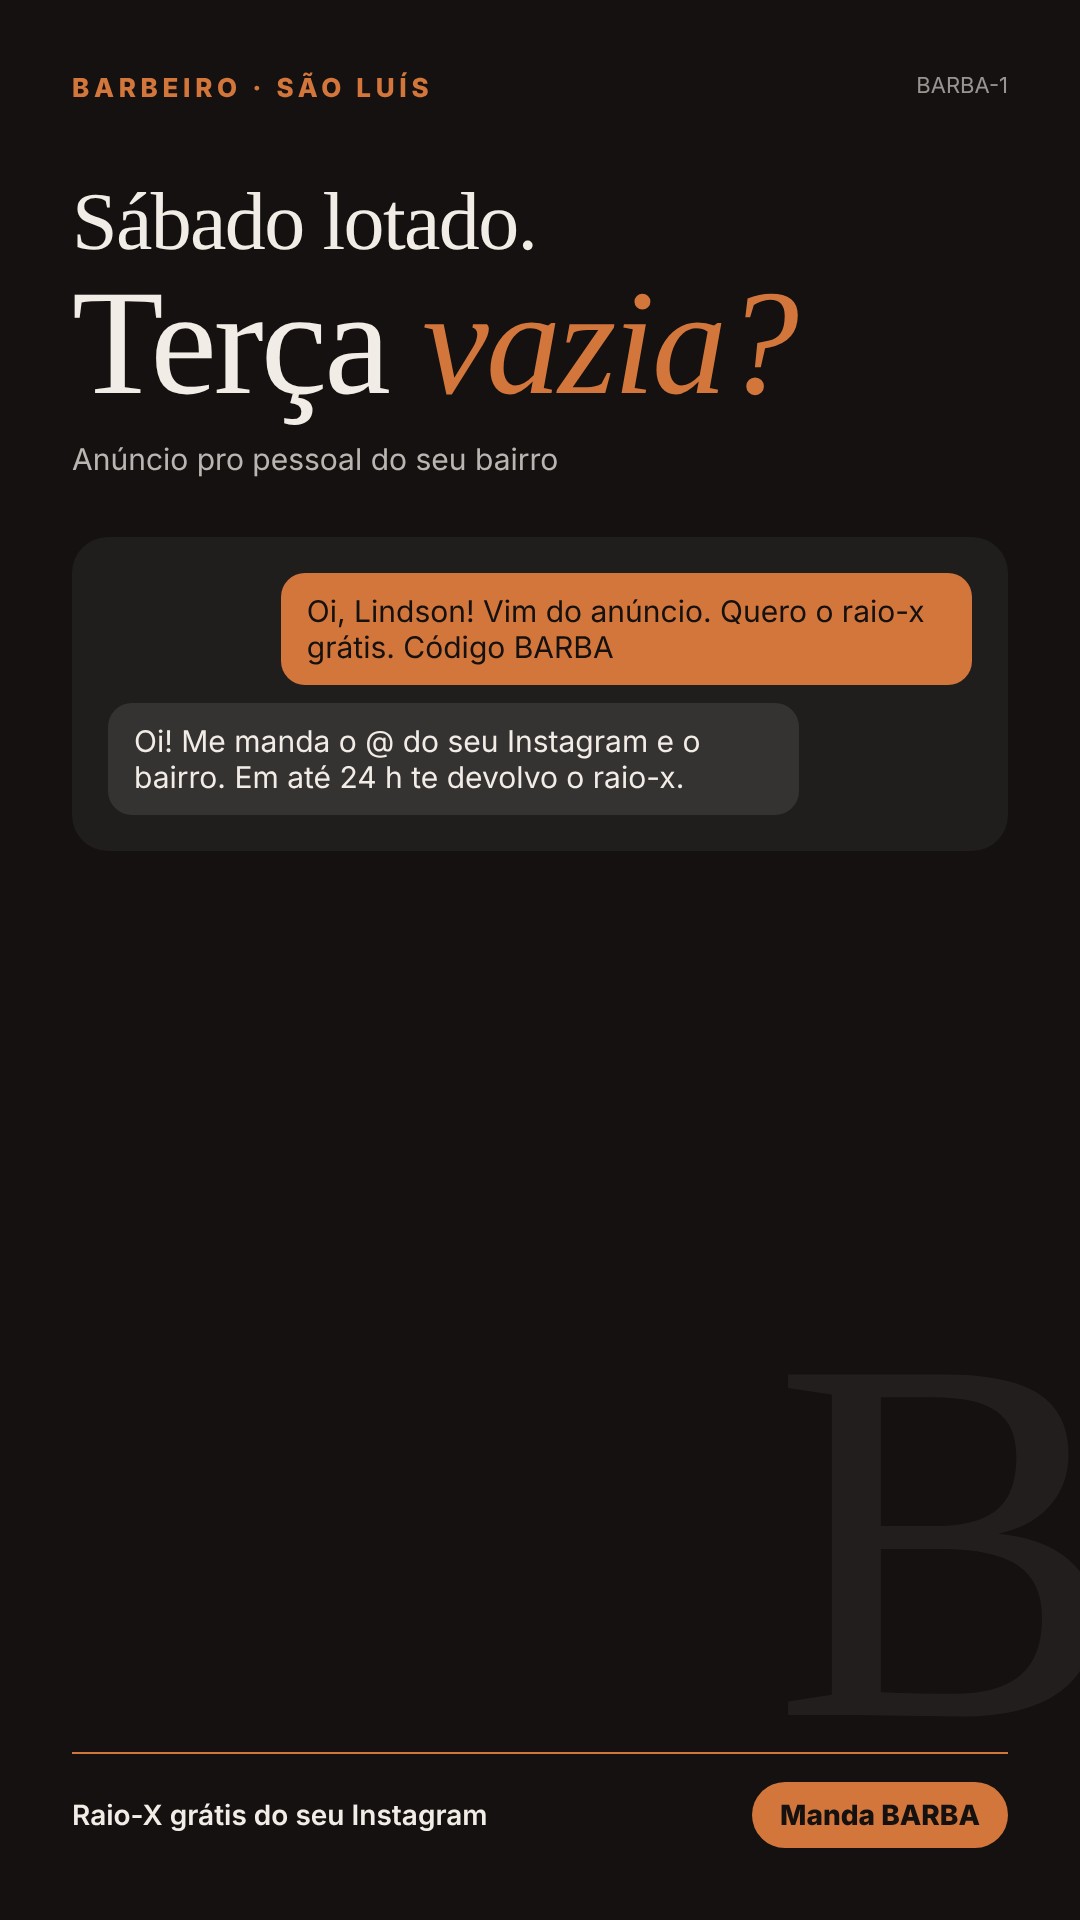 BARBEIRO · SÃO LUÍS
BARBA-1
Sábado lotado.
Terça vazia?
Anúncio pro pessoal do seu bairro
Oi, Lindson! Vim do anúncio. Quero o raio-x
grátis. Código BARBA
Oi! Me manda o @ do seu Instagram e o
bairro. Em até 24 h te devolvo o raio-x.
B
Raio-X grátis do seu Instagram
Manda BARBA